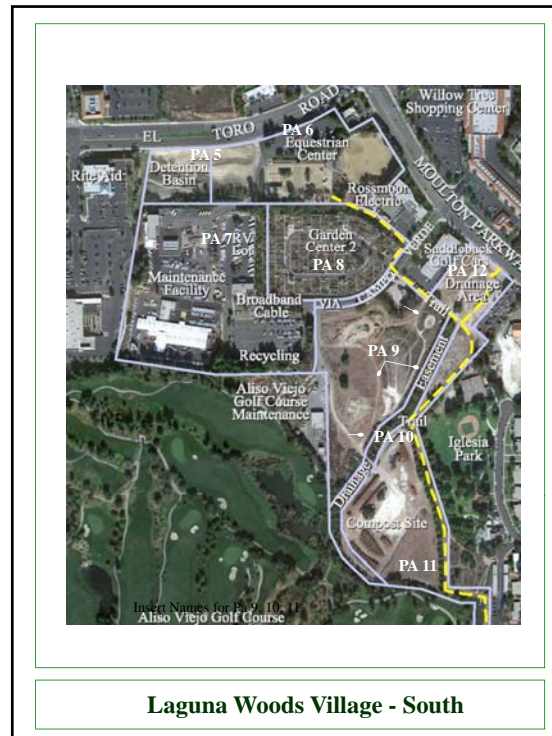 Willow Tree
Shopping Center
EL TORO ROAD
PA 6
Equestrian
Center
PA 5
Detention
Basin
Rite Aid
MOULTON PARKWA
Rossmoor
Electric
PA 7
RV
Lot
Garden
Center 2
PA 8
VERDE
Saddleback
Golf Cars
PA 12
Drainage
Area
Maintenance
Facility
Broadband
Cable
VIA CAMPO
Trail
Recycling
PA 9
Easement
Aliso Viejo
Golf Course
Maintenance
Trail
PA 10
Iglesia
Park
Drainage
Compost Site
PA 11
Insert Names for Pa 9, 10, 11
Aliso Viejo Golf Course
Laguna Woods Village - South